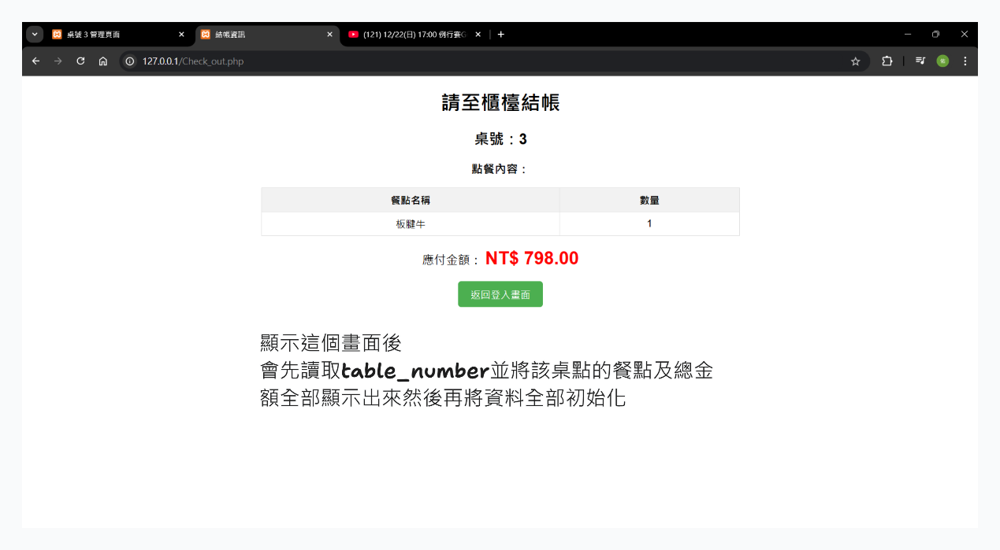 桌號 3 管理頁面
結帳資訊
(121) 12/22(日) 17:00 例行賽G
127.0.0.1/Check_out.php
請至櫃檯結帳
桌號：3
點餐內容：
餐點名稱 數量
板腱牛 1
應付金額： NT$ 798.00
返回登入畫面
顯示這個畫面後
會先讀取table_number並將該桌點的餐點及總金
額全部顯示出來然後再將資料全部初始化